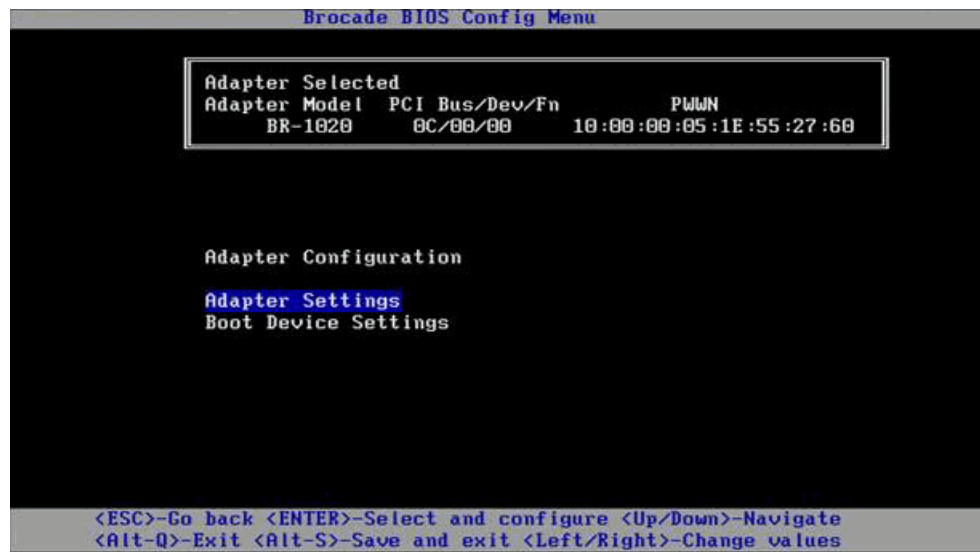 Brocade BIOS Config Menu
Adapter Selected
Adapter Model PCI Bus/Dev/Fn PWWN
BR-1020 0C/00/00 10:00:00:05:1E:55:27:60
Adapter Configuration
Adapter Settings
Boot Device Settings
<ESC>-Go back <ENTER>-Select and configure <Up/Down>-Navigate
<Alt-Q>-Exit <Alt-S>-Save and exit <Left/Right>-Change values